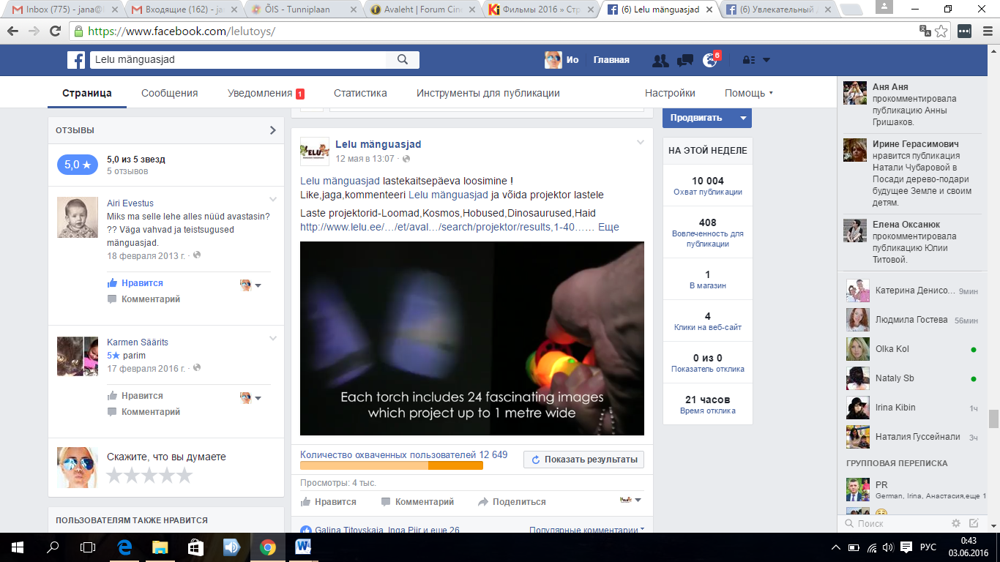 Inbox (775) - jana@
Входящие (162) - ja
ÕIS - Tunniplaan
Avaleht | Forum Cine
Фильмы 2016 » Стр
(6) Lelu mänguasjad
(6) Увлекательный
https://www.facebook.com/lelutoys/
Lelu mänguasjad
Ио
Главная
6
Страница
Сообщения
Уведомления 1
Статистика
Инструменты для публикации
Настройки
Помощь
ОТЗЫВЫ
5,0 ★
5,0 из 5 звезд
5 отзывов
Airi Evestus
Miks ma selle lehe alles nüüd avastasin?
?? Väga vahvad ja teistsugused
mänguasjad.
18 февраля 2013 г. ·
Нравится
Комментарий
Karmen Säärits
5★ parim
17 февраля 2016 г. ·
Нравится
Комментарий
Скажите, что вы думаете
ПОЛЬЗОВАТЕЛЯМ ТАКЖЕ НРАВИТСЯ
ELU
Lelu mänguasjad
12 мая в 13:07 ·
Lelu mänguasjad lastekaitsepäeva loosimine !
Like,jaga,kommenteeri Lelu mänguasjad ja võida projektor lastele
Laste projektorid-Loomad,Kosmos,Hobused,Dinosaurused,Haid
http://www.lelu.ee/…/et/aval…/search/projektor/results,1-40…… Еще
Each torch includes 24 fascinating images
which project up to 1 metre wide
Количество охваченных пользователей 12 649
Показать результаты
Просмотры: 4 тыс.
Нравится
Комментарий
Поделиться
Galina Titovskaja, Inga Piir и еще 26
Популярные комментарии
Продвигать
НА ЭТОЙ НЕДЕЛЕ
10 004
Охват публикации
408
Вовлеченность для
публикации
1
В магазин
4
Клики на веб-сайт
0 из 0
Показатель отклика
21 часов
Время отклика
Аня Аня
прокомментировала
публикацию Анны
Гришаков.
Ирине Герасимович
нравится публикация
Натали Чубаровой в
Посади дерево-подари
будущее Земле и своим
детям.
Елена Оксанюк
прокомментировала
публикацию Юлии
Титовой.
Катерина Денисо... 9мин
Людмила Гостева 56мин
Olka Kol
Nataly Sb
Irina Kibin 1ч
Наталия Гуссейнали 3ч
ГРУППОВАЯ ПЕРЕПИСКА
PR
German, Irina, Анастасия,еще 1
Поиск
РУС
0:43
03.06.2016